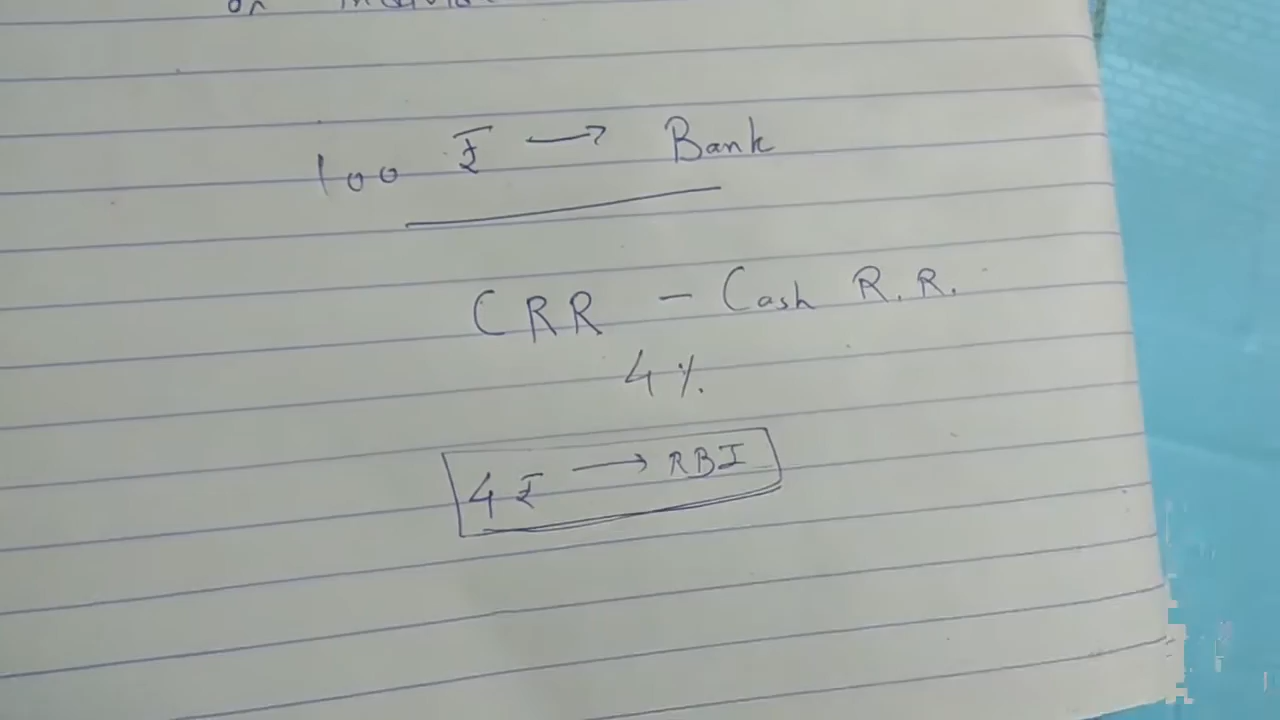 100 ₹ → Bank
CRR - Cash R.R.
4%.
4 ₹ → RBI